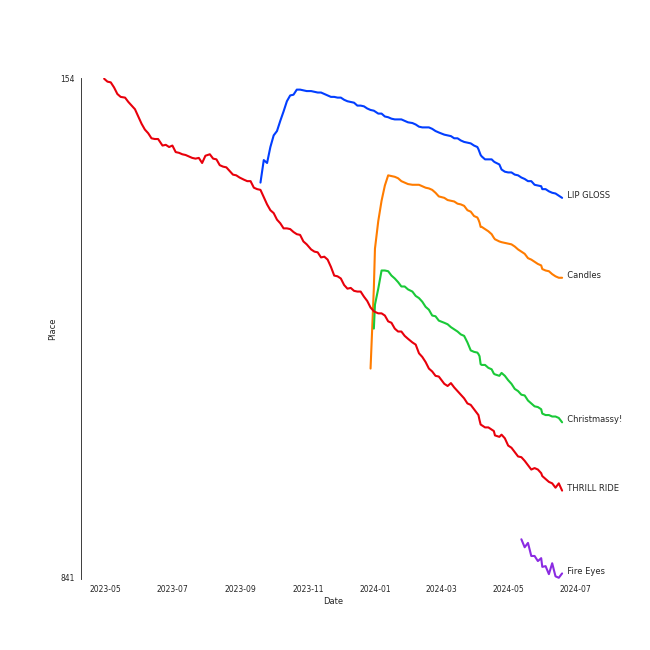 154
LIP GLOSS
Candles
Place
Christmassy!
THRILL RIDE
Fire Eyes
841
2023-05 2023-07 2023-09 2023-11 2024-01 2024-03 2024-05 2024-07
Date